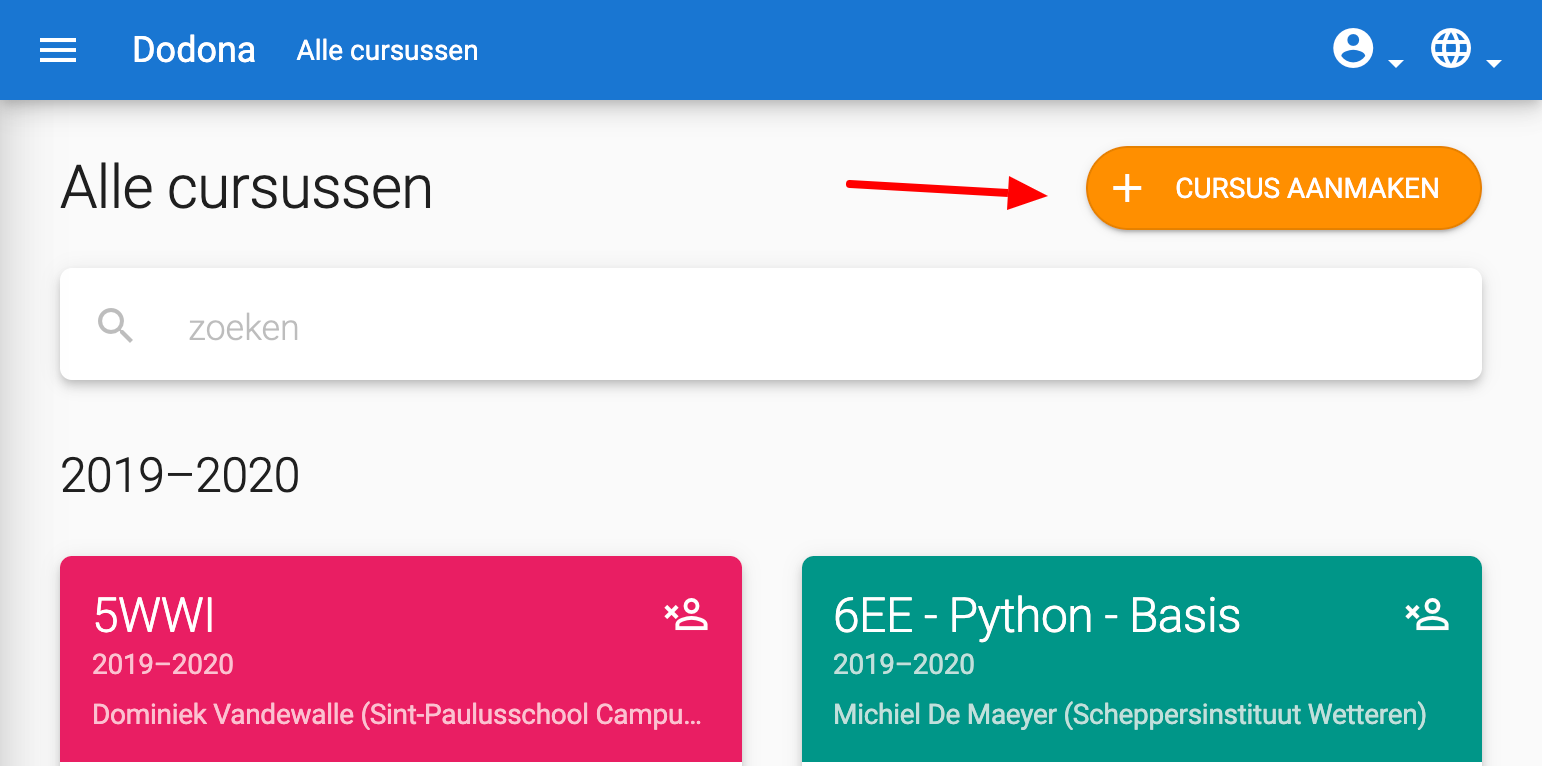 Dodona Alle cursussen
Alle cursussen
CURSUS AANMAKEN
zoeken
2019–2020
5WWI
2019–2020
Dominiek Vandewalle (Sint-Paulusschool Campu...
6EE - Python - Basis
2019–2020
Michiel De Maeyer (Scheppersinstituut Wetteren)